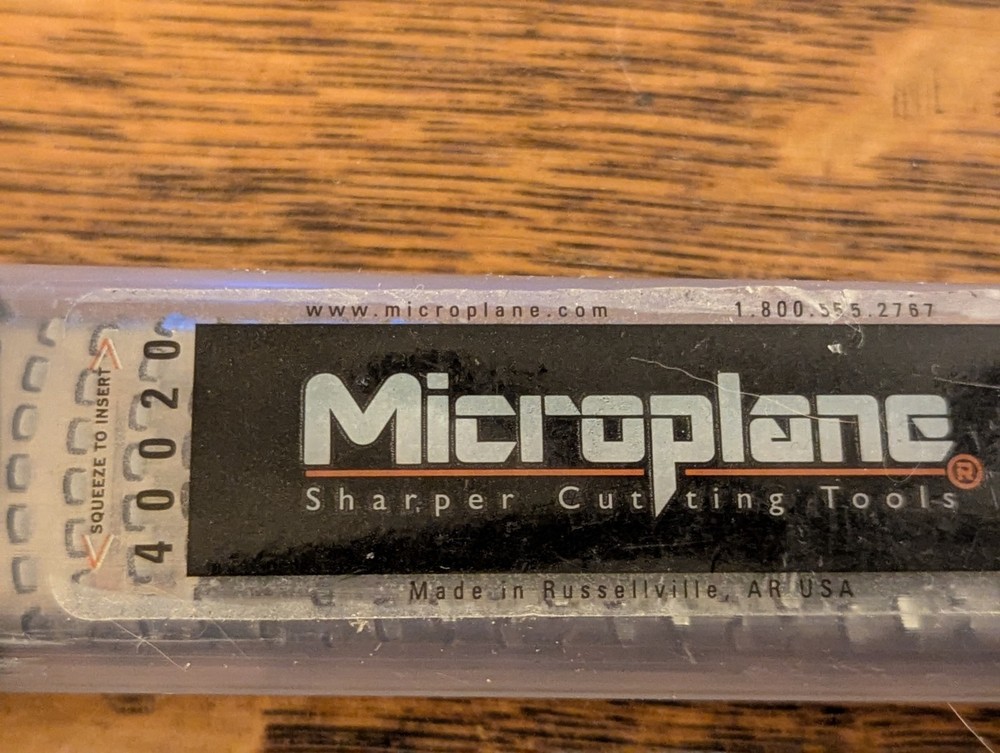 www.microplane.com
1.800.555.2767
SQUEEZE TO INSERT
40020
Microplane®
Sharper Cutting Tools
Made in Russellville, AR USA